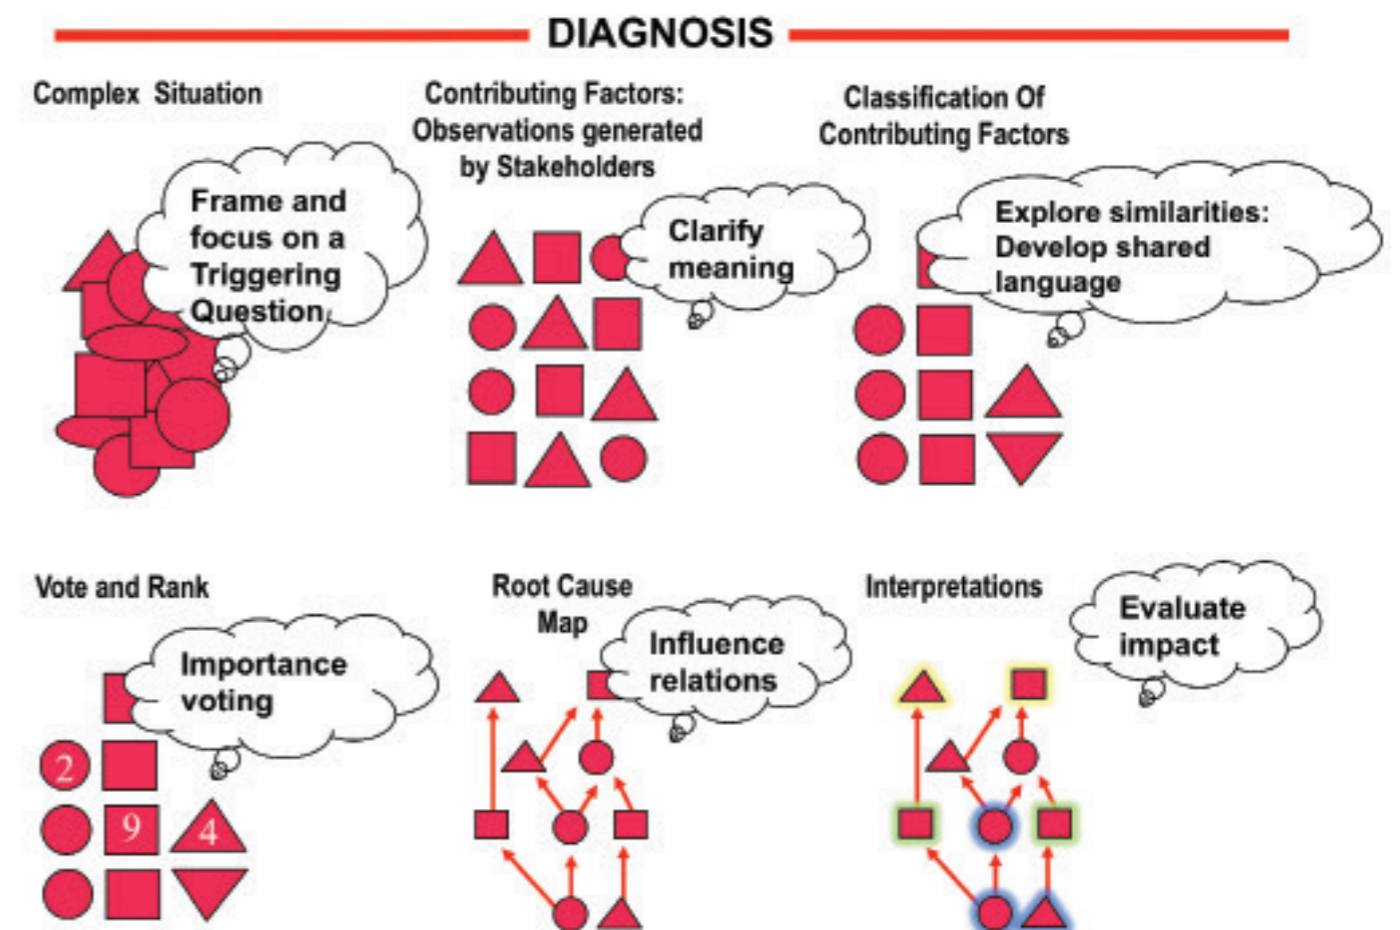 DIAGNOSIS
Complex Situation
Frame and
focus on a
Triggering
Question
Contributing Factors:
Observations generated
by Stakeholders
Clarify
meaning
Classification Of
Contributing Factors
Explore similarities:
Develop shared
language
Vote and Rank
Importance
voting
2
9
4
Root Cause
Map
Influence
relations
Interpretations
Evaluate
impact